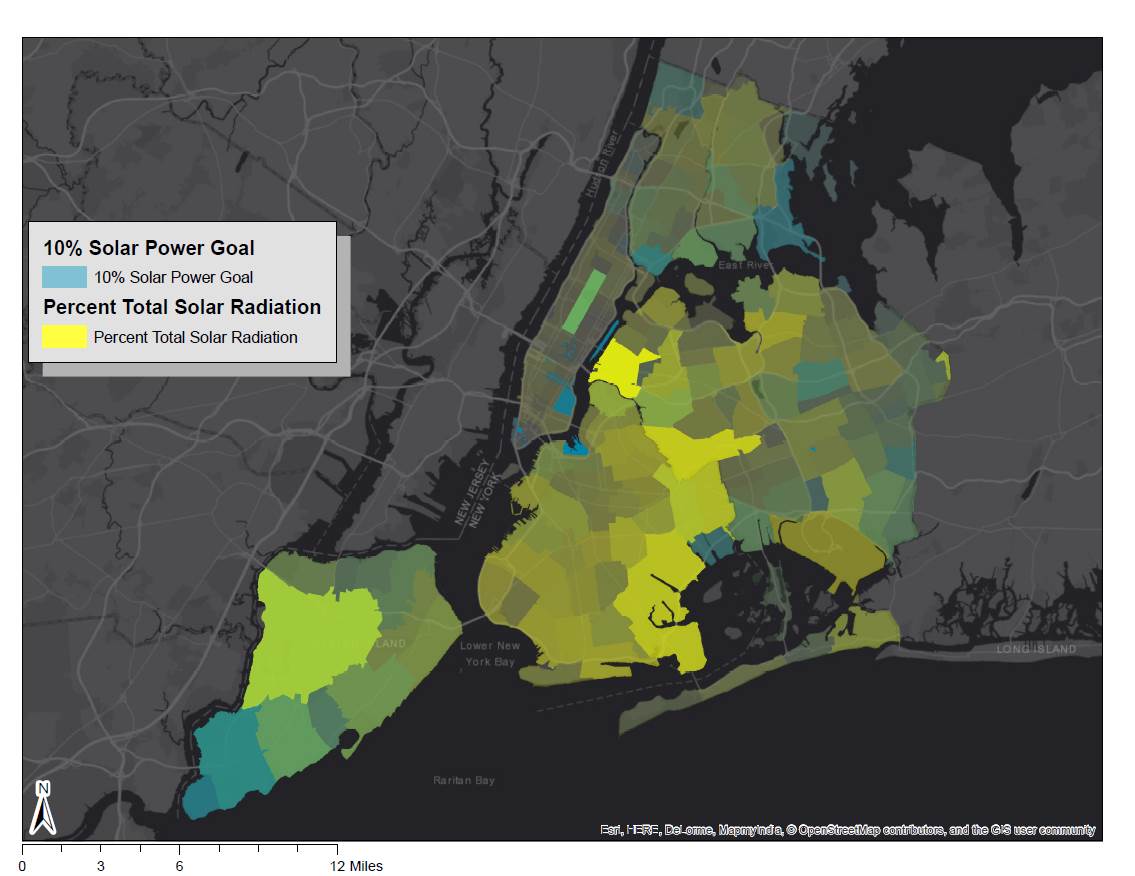 10% Solar Power Goal
10% Solar Power Goal
Percent Total Solar Radiation
Percent Total Solar Radiation
Hudson River
East River
NEW JERSEY
NEW YORK
LAND
Lower New
York Bay
LONG ISLAND
Raritan Bay
N
Esri, HERE, DeLorme, MapmyIndia, © OpenStreetMap contributors, and the GIS user community
0 3 6 12 Miles